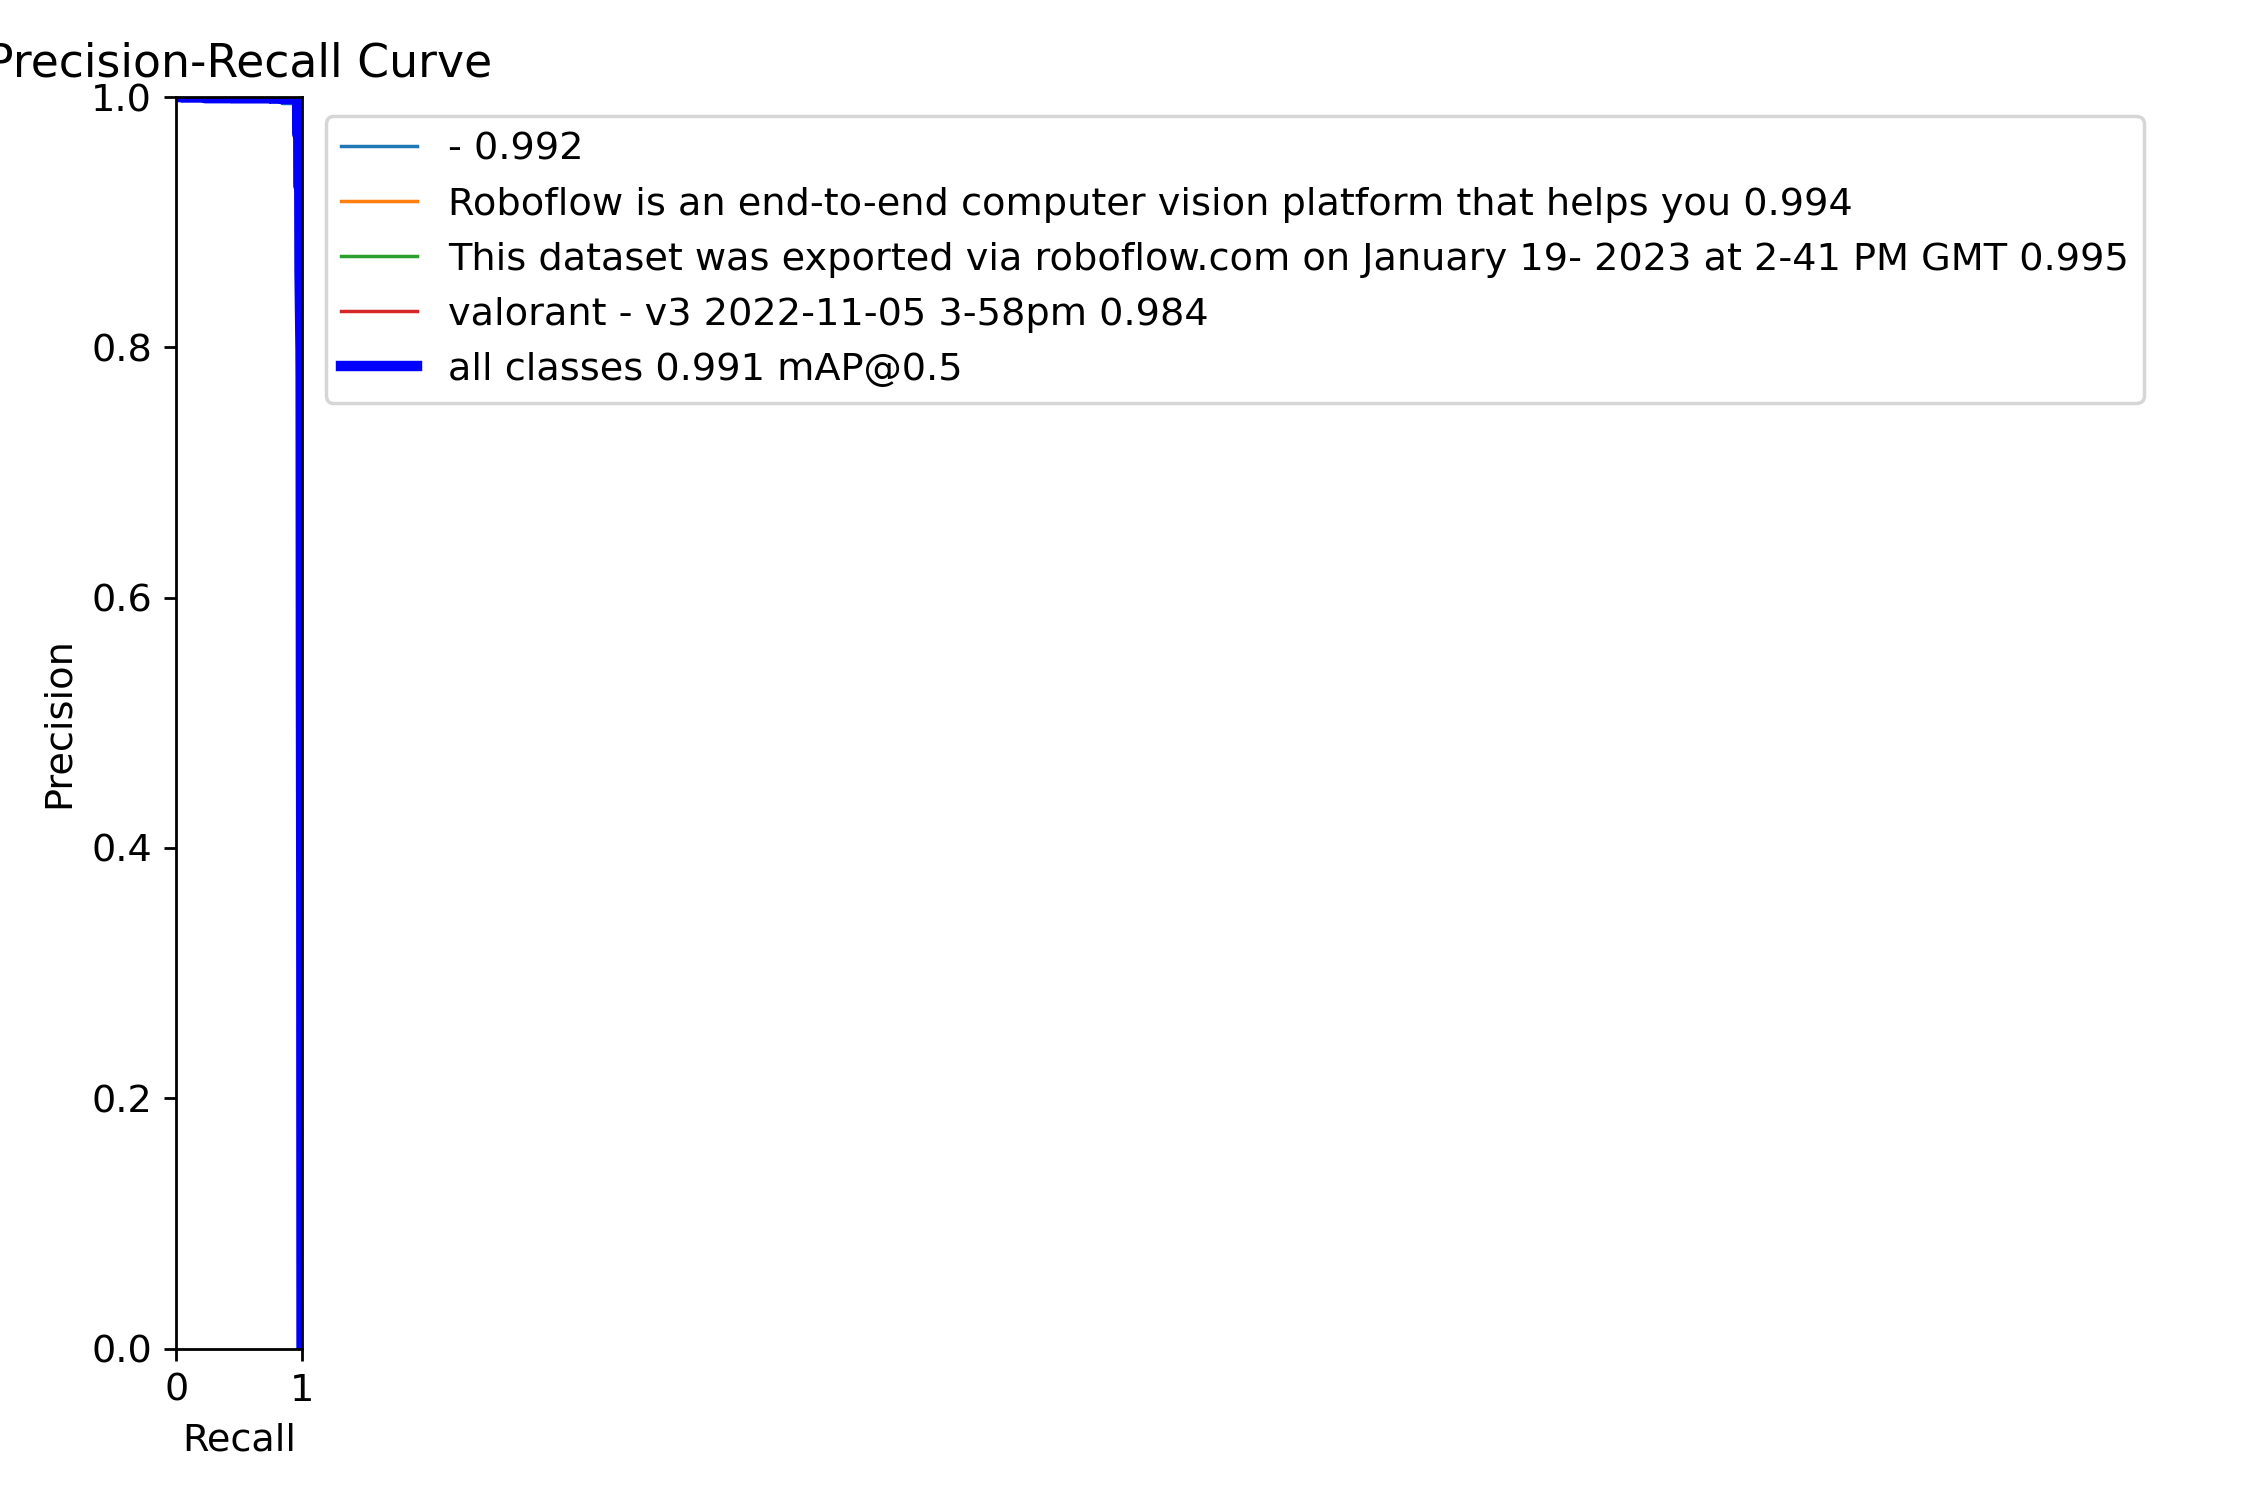 Precision-Recall Curve
1.0
0.8
0.6
0.4
0.2
0.0
Precision
0 1
Recall
- 0.992
Roboflow is an end-to-end computer vision platform that helps you 0.994
This dataset was exported via roboflow.com on January 19- 2023 at 2-41 PM GMT 0.995
valorant - v3 2022-11-05 3-58pm 0.984
all classes 0.991 mAP@0.5